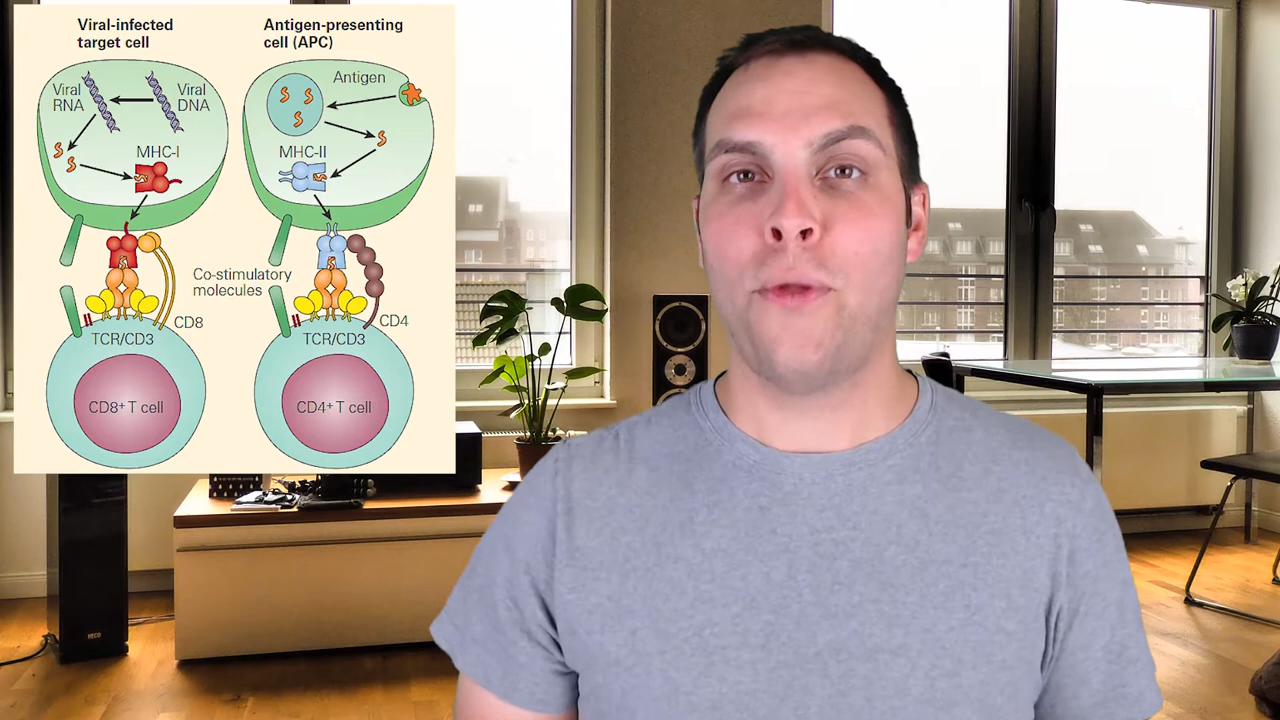 Viral-infected
target cell
Antigen-presenting
cell (APC)
Viral
RNA
Viral
DNA
MHC-I
Antigen
MHC-II
Co-stimulatory
molecules
CD8
CD4
TCR/CD3
TCR/CD3
CD8⁺ T cell
CD4⁺ T cell
HECO